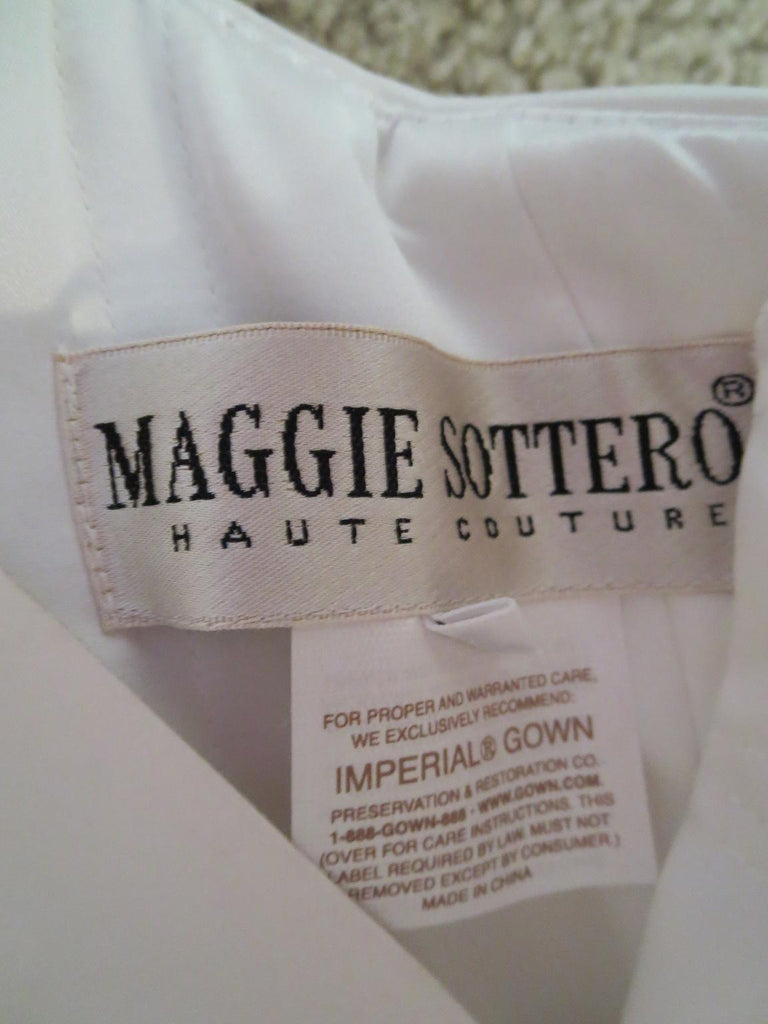 MAGGIE SOTTERO®
HAUTE COUTURE
FOR PROPER AND WARRANTED CARE,
WE EXCLUSIVELY RECOMMEND:
IMPERIAL® GOWN
PRESERVATION & RESTORATION CO.
1-888-GOWN-888 - WWW.GOWN.COM
(OVER FOR CARE INSTRUCTIONS. THIS
LABEL REQUIRED BY LAW. MUST NOT
REMOVED EXCEPT BY CONSUMER.)
MADE IN CHINA